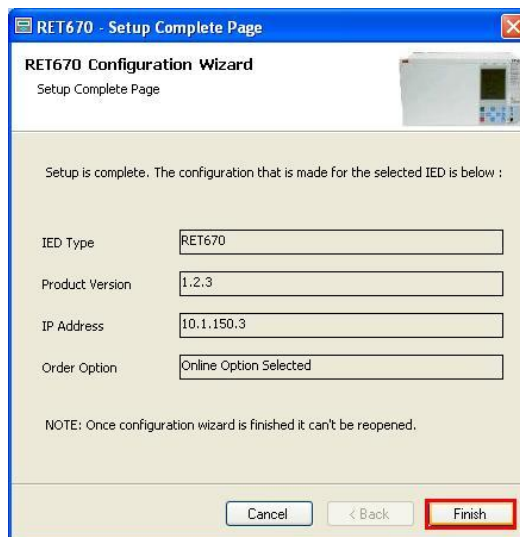 RET670 - Setup Complete Page
RET670 Configuration Wizard
Setup Complete Page
Setup is complete. The configuration that is made for the selected IED is below :
IED Type
RET670
Product Version
1.2.3
IP Address
10.1.150.3
Order Option
Online Option Selected
NOTE: Once configuration wizard is finished it can't be reopened.
Cancel
< Back
Finish